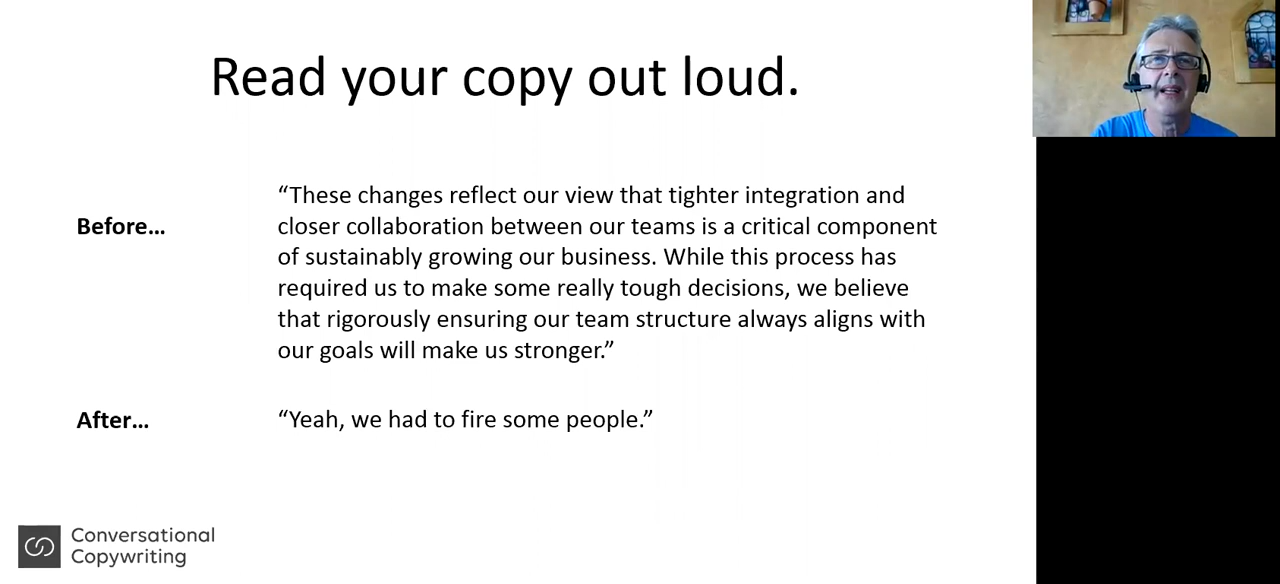 Read your copy out loud.
Before...
“These changes reflect our view that tighter integration and
closer collaboration between our teams is a critical component
of sustainably growing our business. While this process has
required us to make some really tough decisions, we believe
that rigorously ensuring our team structure always aligns with
our goals will make us stronger.”
After...
“Yeah, we had to fire some people.”
Conversational
Copywriting